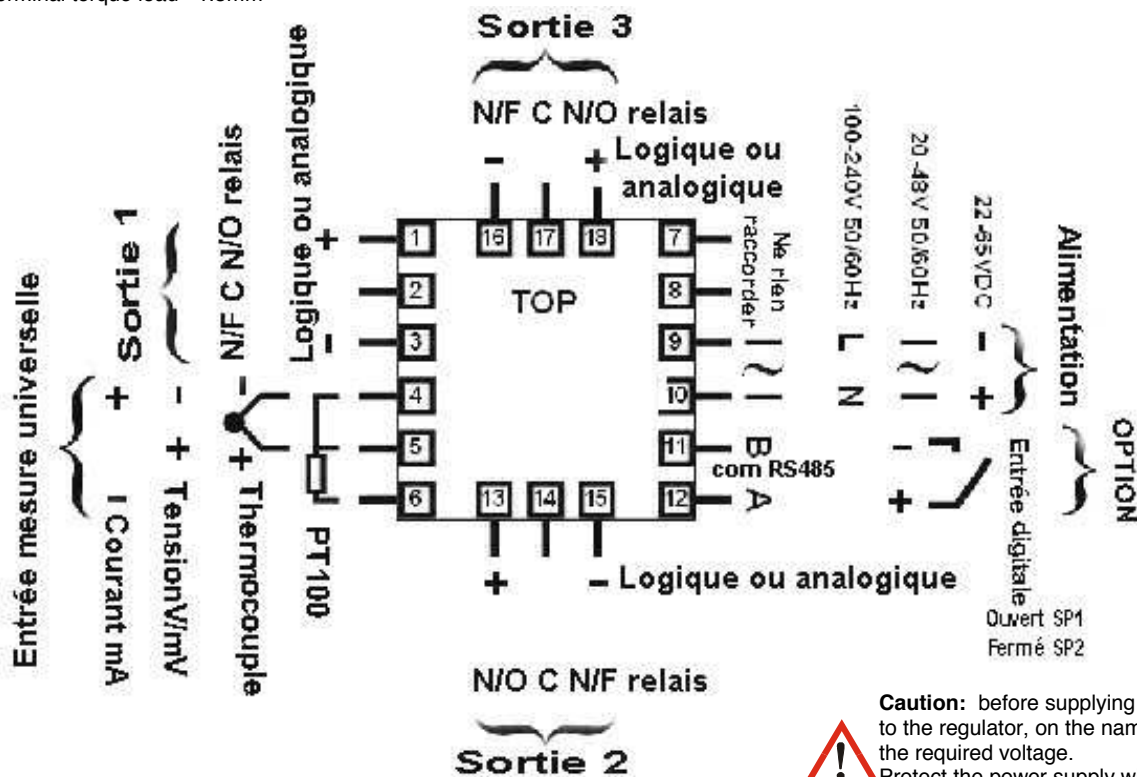 Sortie 3
N/F C N/O relais
- + Logique ou
analogique
Entrée mesure universelle
+ - Courant mA
Sortie 1
- + TensionV/mV
N/F C N/O relais
- + Thermocouple
Logique ou analogique
+
-
PT100
1
2
3
4
5
6
16 17 18
TOP
13 14 15
7
8
9
10
11
12
Ne rien
raccorder
B
com RS485
A
100-240V 50/60Hz
L
N
20-48V 50/60Hz
~
- +
22-65VDC
- +
Alimentation
OPTION
Entrée digitale
Ouvert SP1
Fermé SP2
+ - Logique ou analogique
N/O C N/F relais
Sortie 2
Caution: before supplying
to the regulator, on the nam
the required voltage.
!